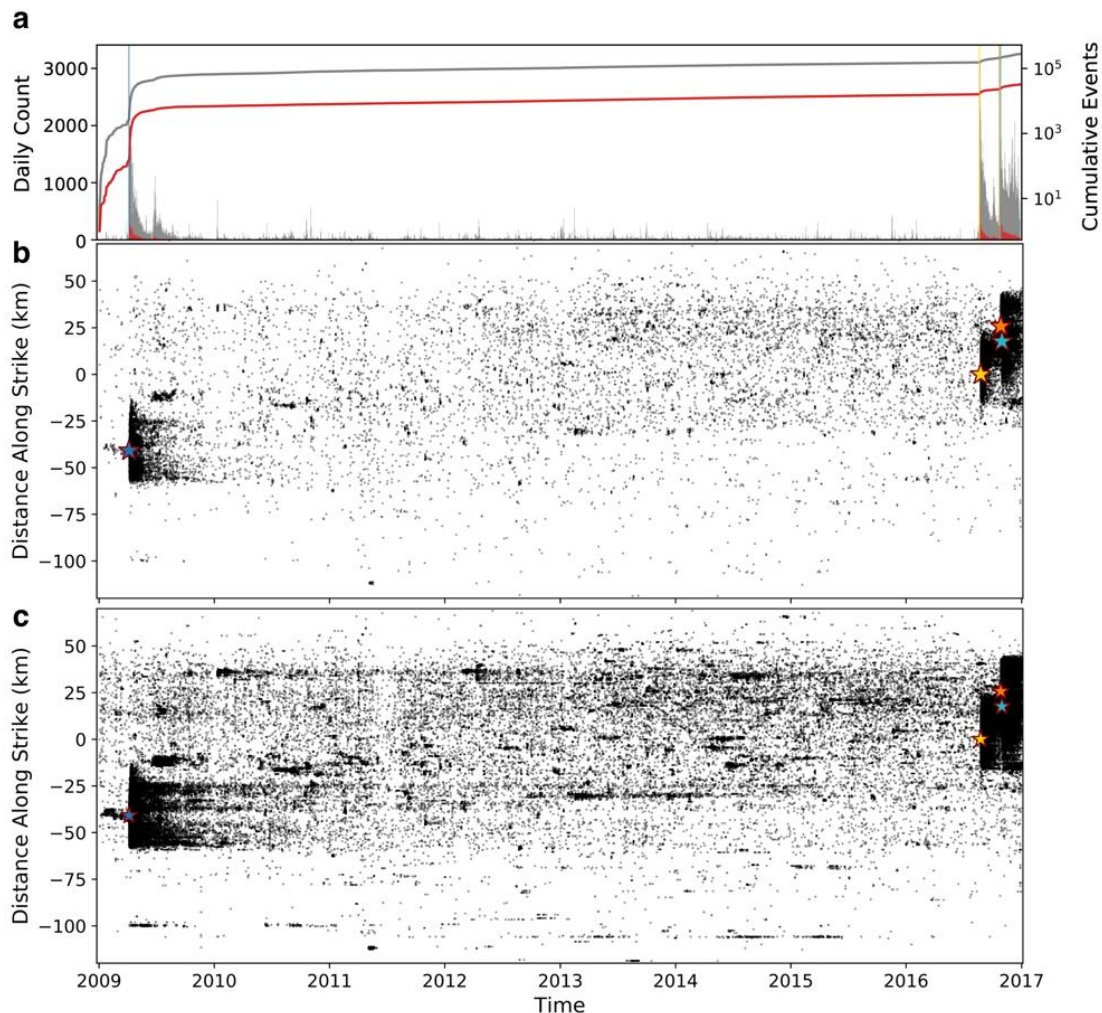 a
Daily Count
3000
2000
1000
0
10^5
10^3
10^1
Cumulative Events
b
Distance Along Strike (km)
50
25
0
−25
−50
−75
−100
c
Distance Along Strike (km)
50
25
0
−25
−50
−75
−100
2009 2010 2011 2012 2013 2014 2015 2016 2017
Time